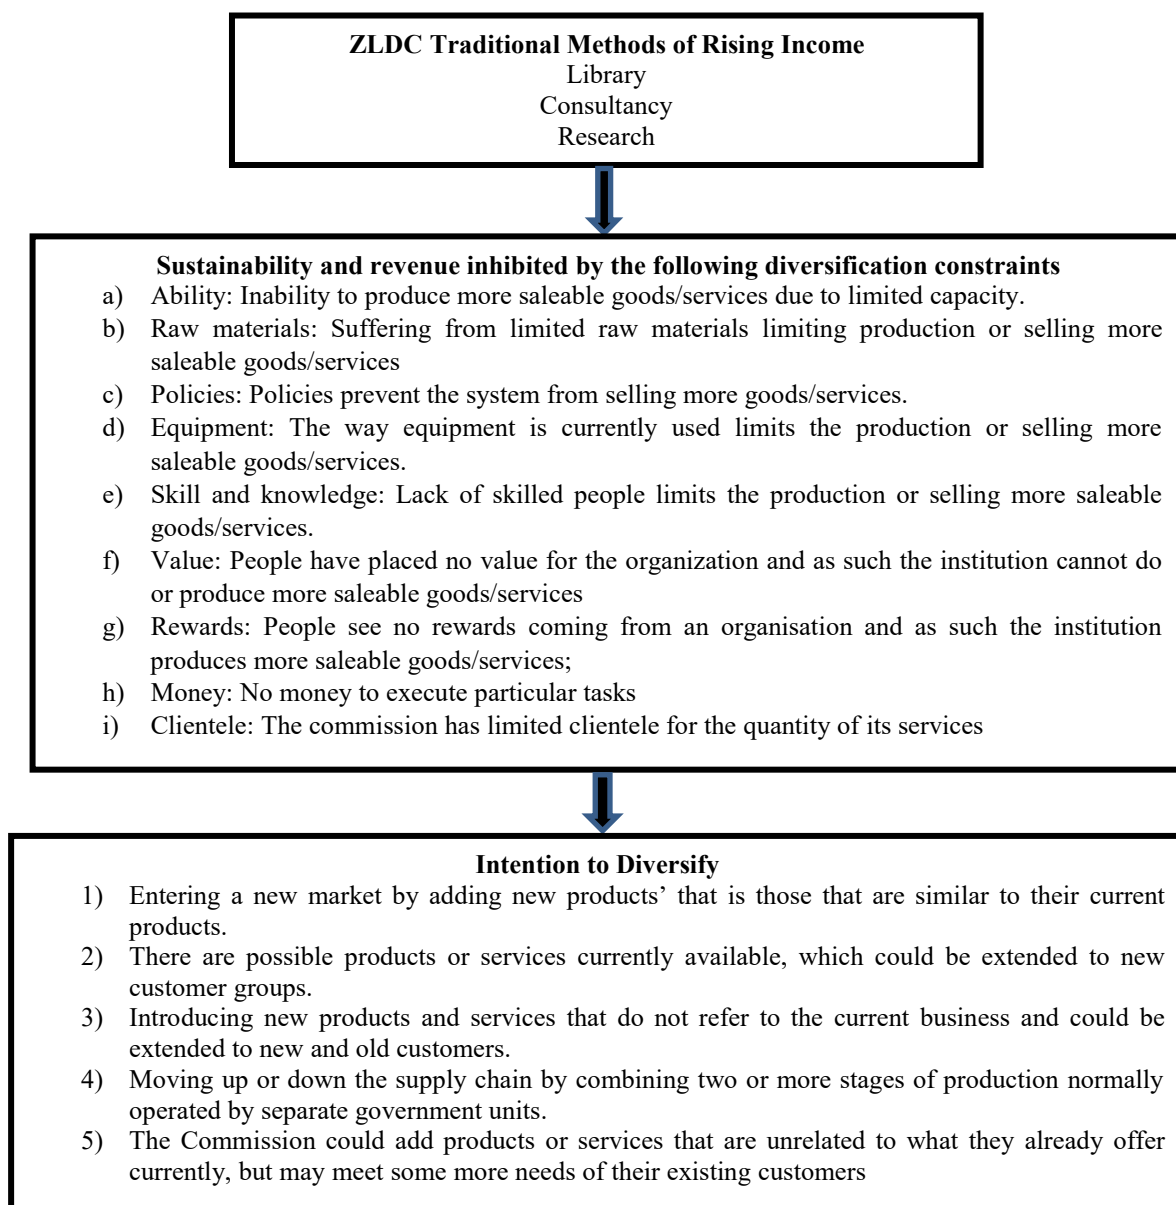 ZLDC Traditional Methods of Rising Income
Library
Consultancy
Research
Sustainability and revenue inhibited by the following diversification constraints
a) Ability: Inability to produce more saleable goods/services due to limited capacity.
b) Raw materials: Suffering from limited raw materials limiting production or selling more
saleable goods/services
c) Policies: Policies prevent the system from selling more goods/services.
d) Equipment: The way equipment is currently used limits the production or selling more
saleable goods/services.
e) Skill and knowledge: Lack of skilled people limits the production or selling more saleable
goods/services.
f) Value: People have placed no value for the organization and as such the institution cannot do
or produce more saleable goods/services
g) Rewards: People see no rewards coming from an organisation and as such the institution
produces more saleable goods/services;
h) Money: No money to execute particular tasks
i) Clientele: The commission has limited clientele for the quantity of its services
Intention to Diversify
1) Entering a new market by adding new products’ that is those that are similar to their current
products.
2) There are possible products or services currently available, which could be extended to new
customer groups.
3) Introducing new products and services that do not refer to the current business and could be
extended to new and old customers.
4) Moving up or down the supply chain by combining two or more stages of production normally
operated by separate government units.
5) The Commission could add products or services that are unrelated to what they already offer
currently, but may meet some more needs of their existing customers